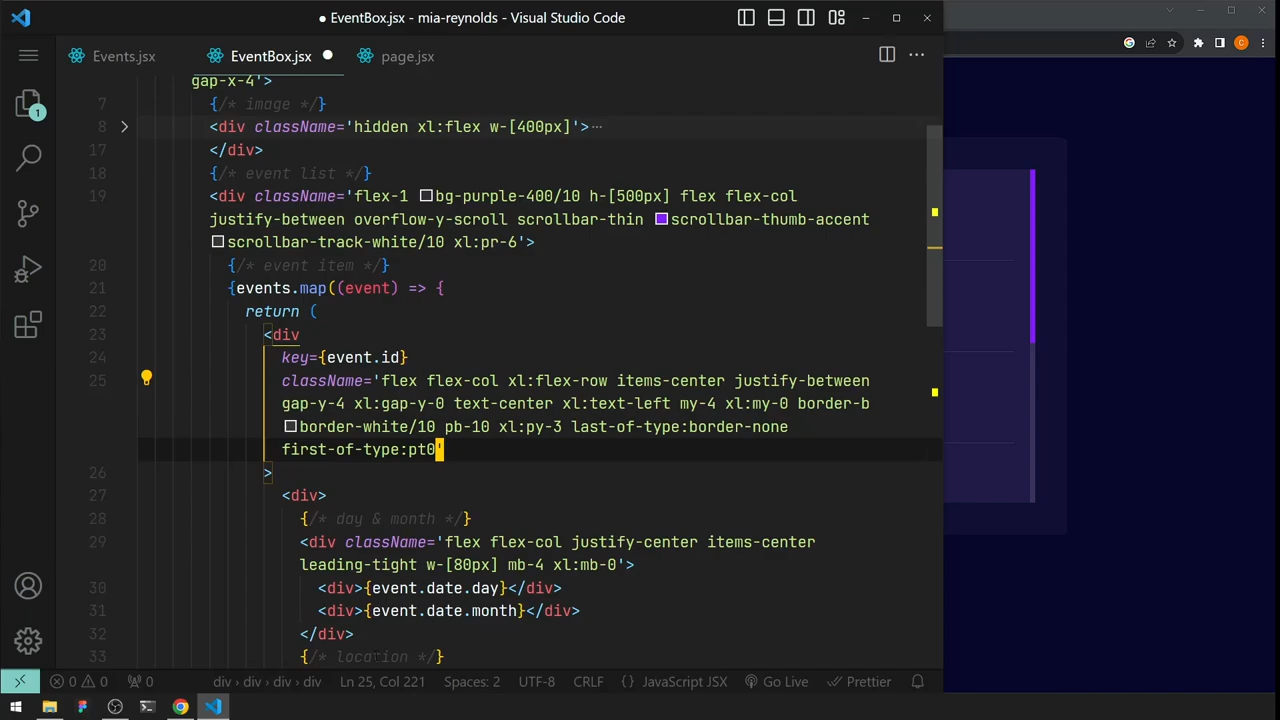 EventBox.jsx - mia-reynolds - Visual Studio Code
Events.jsx
EventBox.jsx
page.jsx
gap-x-4'>
7 {/* image */}
8 <div className='hidden xl:flex w-[400px]'>···
17 </div>
18 {/* event list */}
19 <div className='flex-1 bg-purple-400/10 h-[500px] flex flex-col
justify-between overflow-y-scroll scrollbar-thin scrollbar-thumb-accent
scrollbar-track-white/10 xl:pr-6'>
20 {/* event item */}
21 {events.map((event) => {
22 return (
23 <div
24 key={event.id}
25 className='flex flex-col xl:flex-row items-center justify-between
gap-y-4 xl:gap-y-0 text-center xl:text-left my-4 xl:my-0 border-b
border-white/10 pb-10 xl:py-3 last-of-type:border-none
first-of-type:pt0'
26 >
27 <div>
28 {/* day & month */}
29 <div className='flex flex-col justify-center items-center
leading-tight w-[80px] mb-4 xl:mb-0'>
30 <div>{event.date.day}</div>
31 <div>{event.date.month}</div>
32 </div>
33 {/* location */}
1
0 0 0 div › div › div › div Ln 25, Col 221 Spaces: 2 UTF-8 CRLF {} JavaScript JSX Go Live Prettier
C